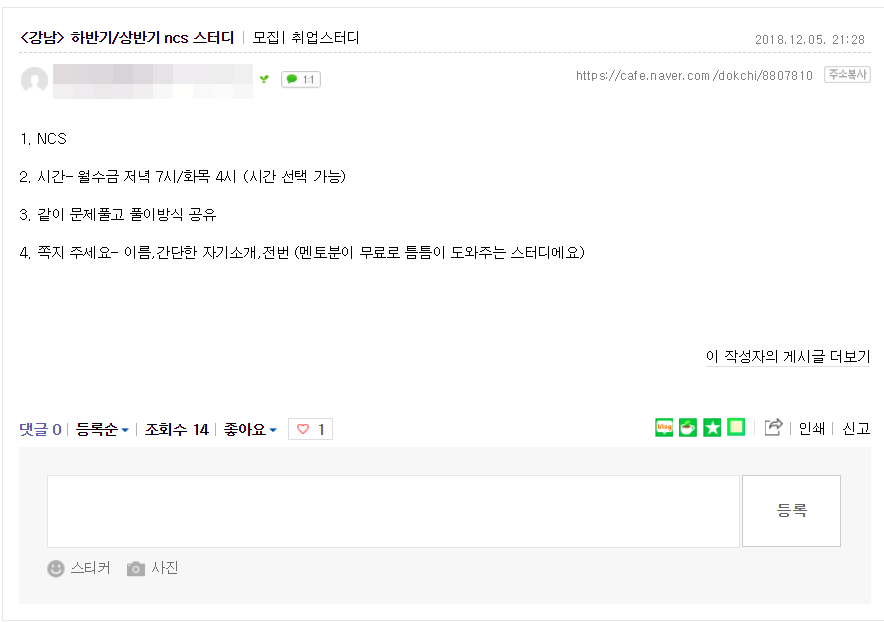 <강남> 하반기/상반기 ncs 스터디 | 모집| 취업스터디
2018.12.05. 21:28
1:1
https://cafe.naver.com/dokchi/8807810 주소복사
1. NCS
2. 시간- 월수금 저녁 7시/화목 4시 (시간 선택 가능)
3. 같이 문제풀고 풀이방식 공유
4. 쪽지 주세요- 이름,간단한 자기소개,전번 (멘토분이 무료로 틈틈이 도와주는 스터디에요)
이 작성자의 게시글 더보기
댓글 0 | 등록순 | 조회수 14 | 좋아요 1
blog | 인쇄 | 신고
등록
스티커 사진